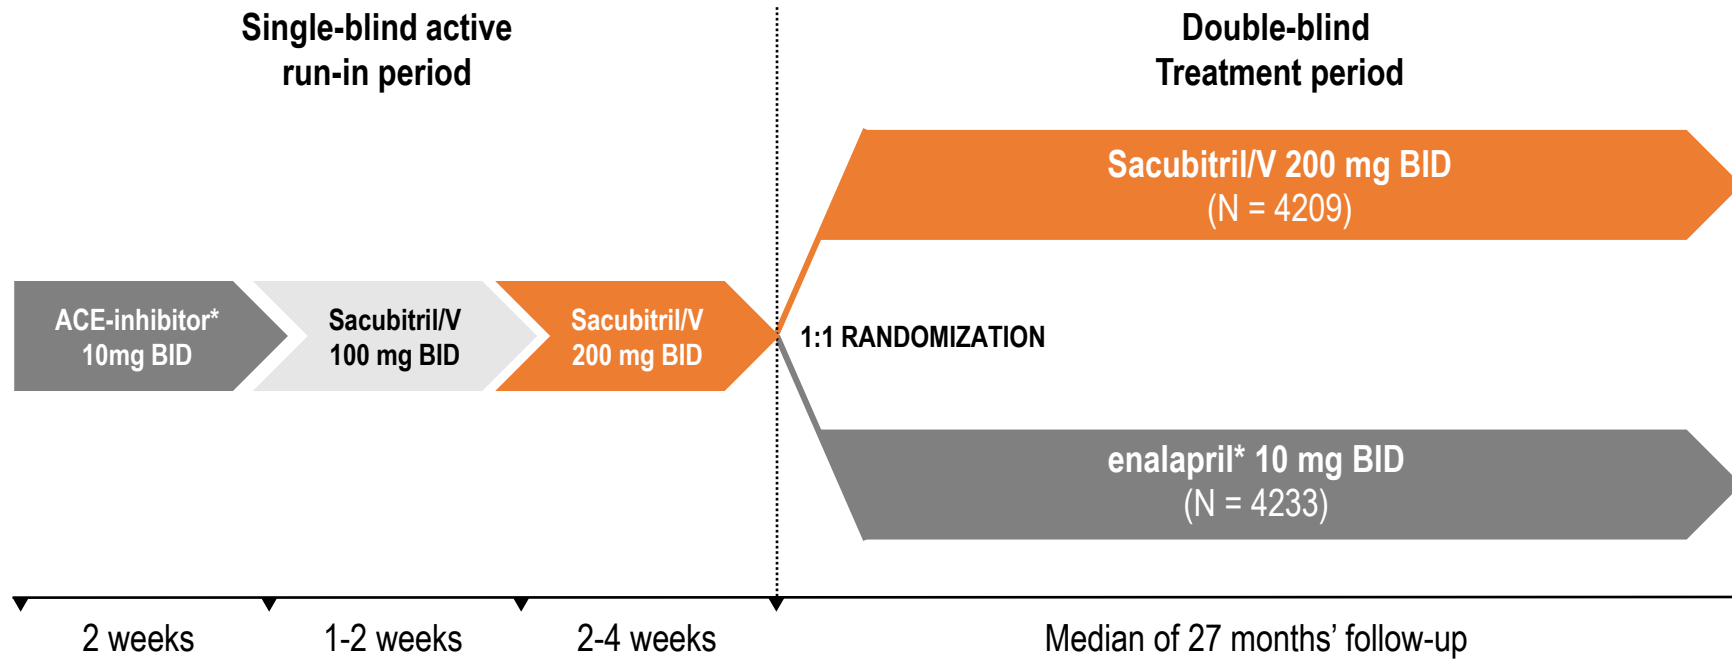 Single-blind active
run-in period
Double-blind
Treatment period
Sacubitril/V 200 mg BID
(N = 4209)
ACE-inhibitor*
10mg BID
Sacubitril/V
100 mg BID
Sacubitril/V
200 mg BID
1:1 RANDOMIZATION
enalapril* 10 mg BID
(N = 4233)
2 weeks
1-2 weeks
2-4 weeks
Median of 27 months’ follow-up